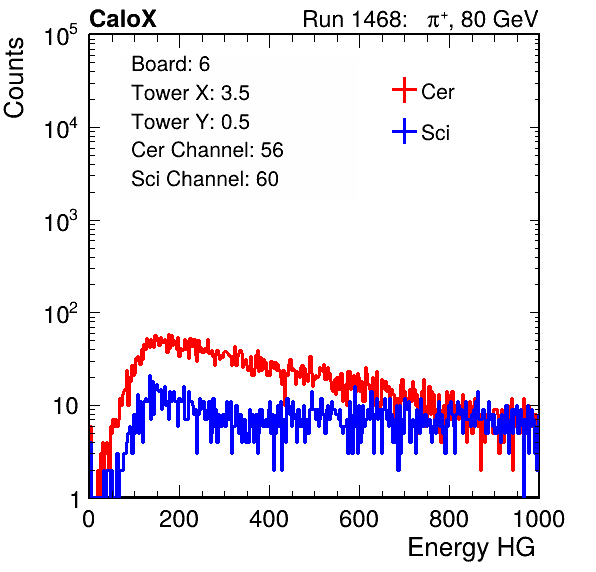 CaloX Run 1468: π⁺, 80 GeV
Counts
10⁵
10⁴
10³
10²
10
1
Board: 6
Tower X: 3.5
Tower Y: 0.5
Cer Channel: 56
Sci Channel: 60
Cer
Sci
0 200 400 600 800 1000
Energy HG